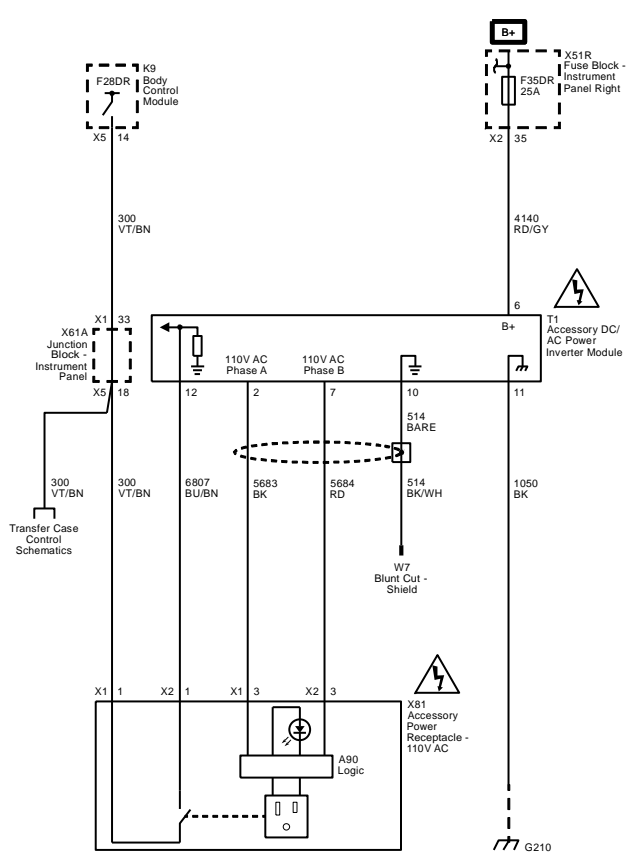 B+
X51R
Fuse Block -
Instrument
Panel Right
F35DR
25A
X2 35
K9
Body
Control
Module
F28DR
X5 14
300
VT/BN
4140
RD/GY
X1 33
X61A
Junction
Block -
Instrument
Panel
X5 18
6
B+
T1
Accessory DC/
AC Power
Inverter Module
110V AC
Phase A
110V AC
Phase B
12
2
7
10
11
514
BARE
300
VT/BN
300
VT/BN
6807
BU/BN
5683
BK
5684
RD
514
BK/WH
1050
BK
Transfer Case
Control
Schematics
W7
Blunt Cut -
Shield
X1 1
X2 1
X1 3
X2 3
X81
Accessory
Power
Receptacle -
110V AC
A90
Logic
G210